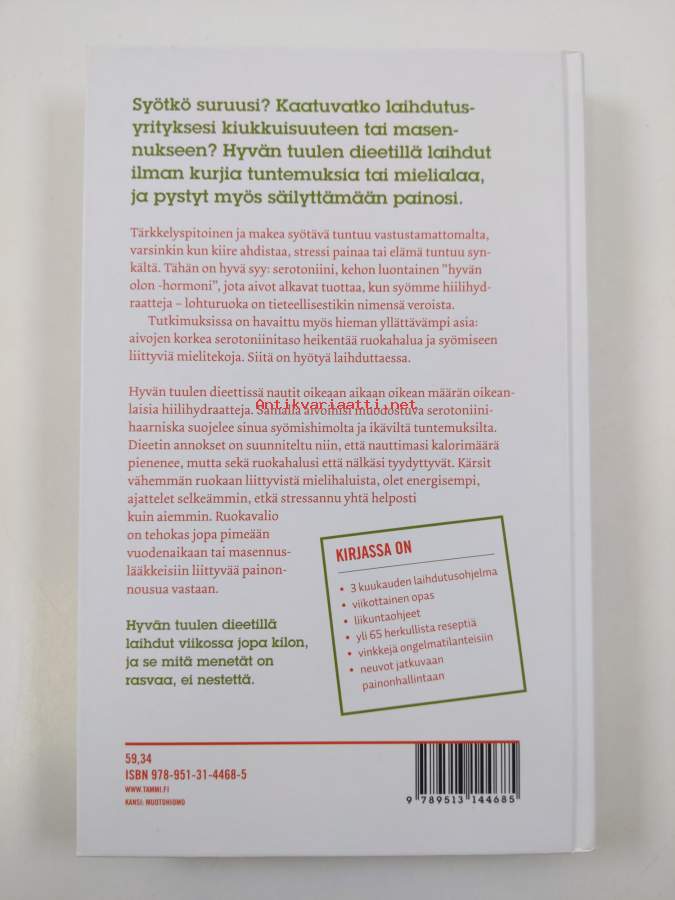 Syötkö suruusi? Kaatuvatko laihdutus-
yrityksesi kiukkuisuuteen tai masen-
nukseen? Hyvän tuulen dieetillä laihdut
ilman kurjia tuntemuksia tai mielialaa,
ja pystyt myös säilyttämään painosi.
Tärkkelyspitoinen ja makea syötävä tuntuu vastustamattomalta,
varsinkin kun kiire ahdistaa, stressi painaa tai elämä tuntuu syn-
kältä. Tähän on hyvä syy: serotoniini, kehon luontainen ”hyvän
olon -hormoni”, jota aivot alkavat tuottaa, kun syömme hiilihyd-
raatteja – lohturuoka on tieteellisestikin nimensä veroista.
Tutkimuksissa on havaittu myös hieman yllättävämpi asia:
aivojen korkea serotoniinitaso heikentää ruokahalua ja syömiseen
liittyviä mielitekoja. Siitä on hyötyä laihduttaessa.
Hyvän tuulen dieettissä nautit oikeaan aikaan oikean määrän oikean-
laisia hiilihydraatteja. Samalla aivoihisi muodostuva serotoniini-
Antikvariaatti.net
haarniska suojelee sinua syömishimolta ja ikäviltä tuntemuksilta.
Dieetin annokset on suunniteltu niin, että nauttimasi kalorimäärä
pienenee, mutta sekä ruokahalusi että nälkäsi tyydyttyvät. Kärsit
vähemmän ruokaan liittyvistä mielihaluista, olet energisempi,
ajattelet selkeämmin, etkä stressannu yhtä helposti
kuin aiemmin. Ruokavalio
on tehokas jopa pimeään
vuodenaikaan tai masennus-
lääkkeisiin liittyvää painon-
nousua vastaan.
Hyvän tuulen dieetillä
laihdut viikossa jopa kilon,
ja se mitä menetät on
rasvaa, ei nestettä.
KIRJASSA ON
• 3 kuukauden laihdutusohjelma
• viikottainen opas
• liikuntaohjeet
• yli 65 herkullista reseptiä
• vinkkejä ongelmatilanteisiin
• neuvot jatkuvaan
painonhallintaan
59,34
ISBN 978-951-31-4468-5
WWW.TAMMI.FI
KANSI: MUOTOHIOMO
9 789513 144685